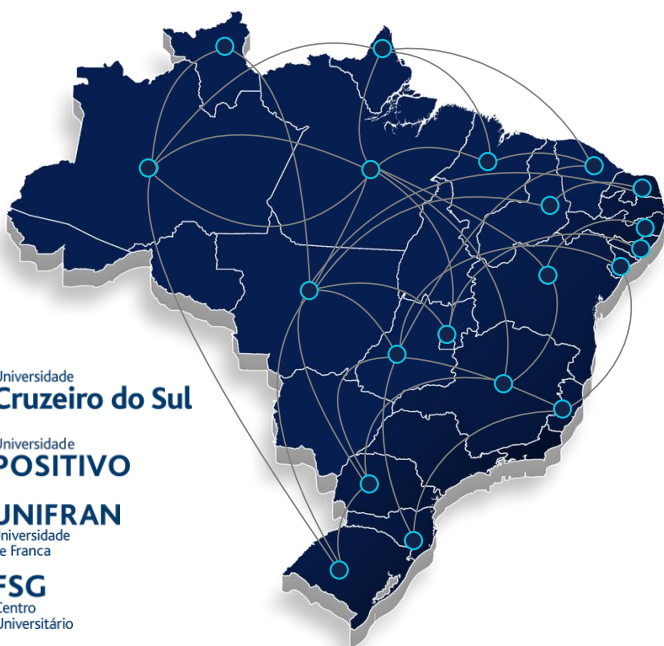 Universidade
Cruzeiro do Sul
Universidade
POSITIVO
UNIFRAN
Universidade
de Franca
FSG
Centro
Universitário